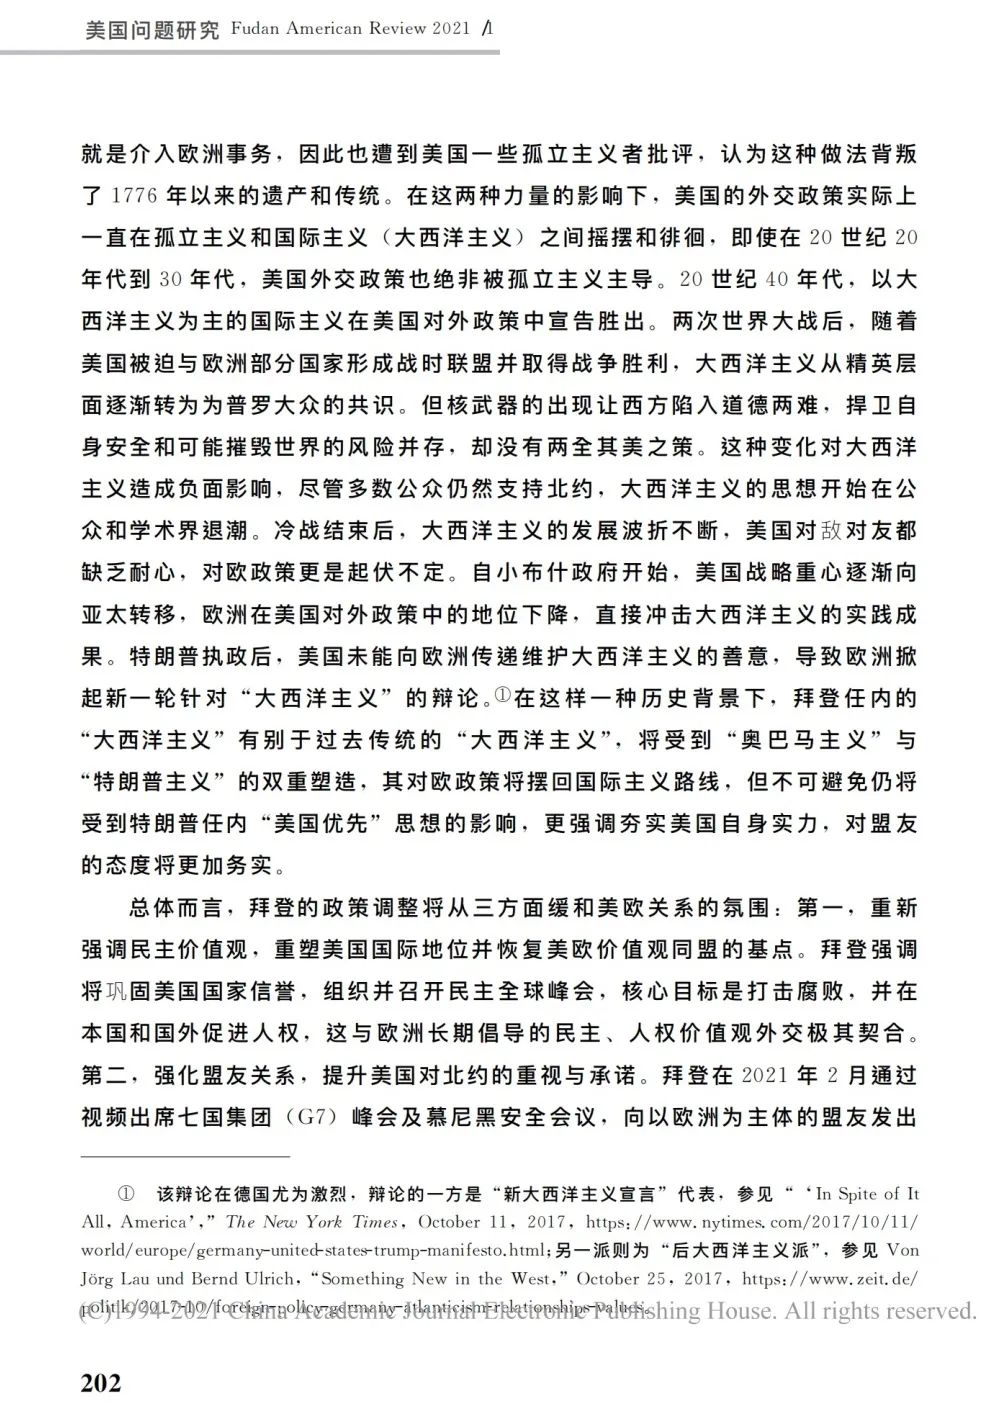 美国问题研究 Fudan American Review 2021 /1
就是介入欧洲事务，因此也遭到美国一些孤立主义者批评，认为这种做法背叛
了 1776 年以来的遗产和传统。在这两种力量的影响下，美国的外交政策实际上
一直在孤立主义和国际主义（大西洋主义）之间摇摆和徘徊，即使在 20 世纪 20
年代到 30 年代，美国外交政策也绝非被孤立主义主导。20 世纪 40 年代，以大
西洋主义为主的国际主义在美国对外政策中宣告胜出。两次世界大战后，随着
美国被迫与欧洲部分国家形成战时联盟并取得战争胜利，大西洋主义从精英层
面逐渐转为为普罗大众的共识。但核武器的出现让西方陷入道德两难，捍卫自
身安全和可能摧毁世界的风险并存，却没有两全其美之策。这种变化对大西洋
主义造成负面影响，尽管多数公众仍然支持北约，大西洋主义的思想开始在公
众和学术界退潮。冷战结束后，大西洋主义的发展波折不断，美国对敌对友都
缺乏耐心，对欧政策更是起伏不定。自小布什政府开始，美国战略重心逐渐向
亚太转移，欧洲在美国对外政策中的地位下降，直接冲击大西洋主义的实践成
果。特朗普执政后，美国未能向欧洲传递维护大西洋主义的善意，导致欧洲掀
起新一轮针对“大西洋主义”的辩论。①在这样一种历史背景下，拜登任内的
“大西洋主义”有别于过去传统的“大西洋主义”，将受到“奥巴马主义”与
“特朗普主义”的双重塑造，其对欧政策将摆回国际主义路线，但不可避免仍将
受到特朗普任内“美国优先”思想的影响，更强调夯实美国自身实力，对盟友
的态度将更加务实。
总体而言，拜登的政策调整将从三方面缓和美欧关系的氛围：第一，重新
强调民主价值观，重塑美国国际地位并恢复美欧价值观同盟的基点。拜登强调
将巩固美国国家信誉，组织并召开民主全球峰会，核心目标是打击腐败，并在
本国和国外促进人权，这与欧洲长期倡导的民主、人权价值观外交极其契合。
第二，强化盟友关系，提升美国对北约的重视与承诺。拜登在 2021 年 2 月通过
视频出席七国集团（G7）峰会及慕尼黑安全会议，向以欧洲为主体的盟友发出
① 该辩论在德国尤为激烈，辩论的一方是“新大西洋主义宣言”代表，参见“‘In Spite of It
All，America’，”The New York Times，October 11，2017，https：//www. nytimes. com/2017/10/11/
world/europe/germany-united-states-trump-manifesto.html；另一派则为“后大西洋主义派”，参见 Von
Jörg Lau und Bernd Ulrich，“Something New in the West，”October 25，2017，https：//www. zeit. de/
politik/2017-10/foreign-policy-germany-atlanticism-relationships-values。
(C)1994-2021 China Academic Journal Electronic Publishing House. All rights reserved.
202